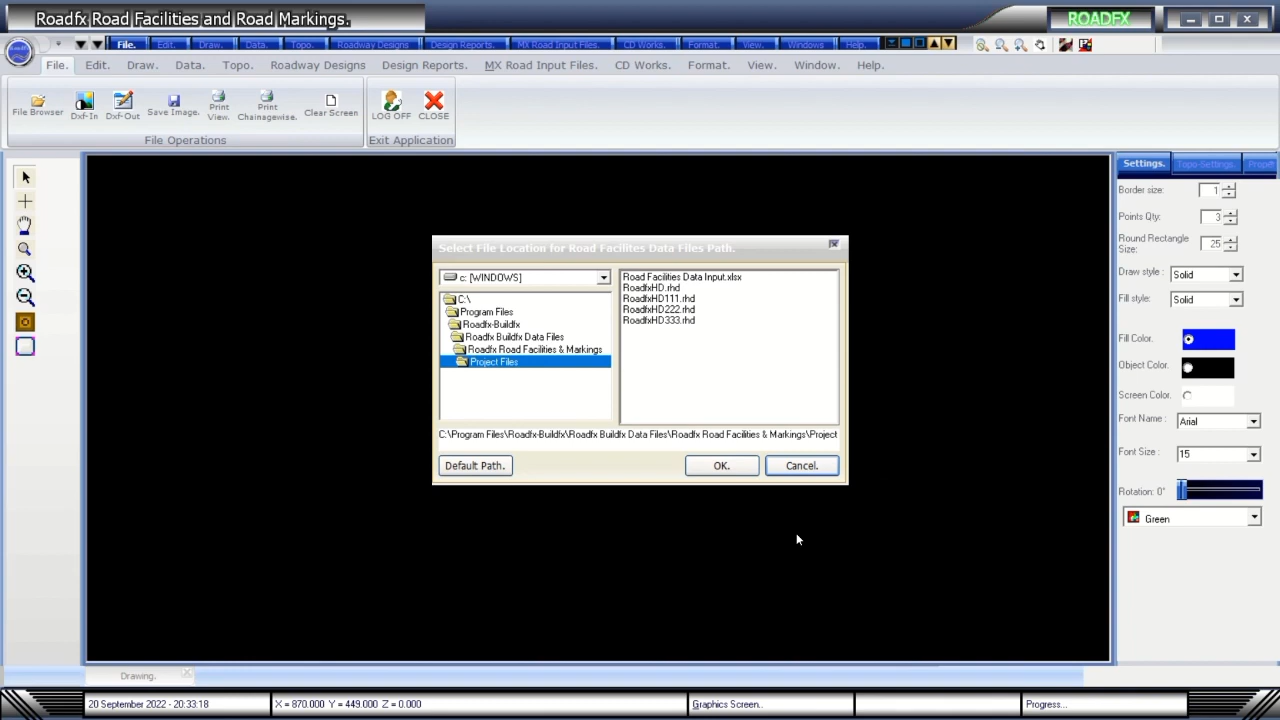 Roadfx Road Facilities and Road Markings.
ROADFX
File. Edit. Draw. Data. Topo. Roadway Designs Design Reports. MX Road Input Files. CD Works. Format. View. Windows Help.
File. Edit. Draw. Data. Topo. Roadway Designs Design Reports. MX Road Input Files. CD Works. Format. View. Window. Help.
File Browser Dxf-In Dxf-Out Save Image. Print View. Print Chainagewise. Clear Screen LOG OFF CLOSE
File Operations Exit Application
Settings. Topo-Settings.
Border size: 1
Points Qty: 3
Round Rectangle Size: 25
Draw style : Solid
Fill style: Solid
Fill Color.
Object Color.
Screen Color.
Font Name : Arial
Font Size : 15
Rotation: 0°
Green
Select File Location for Road Facilites Data Files Path.
c: [WINDOWS]
C:\
Program Files
Roadfx-Buildfx
Roadfx Buildfx Data Files
Roadfx Road Facilities & Markings
Project Files
Road Facilities Data Input.xlsx
RoadfxHD.rhd
RoadfxHD111.rhd
RoadfxHD222.rhd
RoadfxHD333.rhd
C:\Program Files\Roadfx-Buildfx\Roadfx Buildfx Data Files\Roadfx Road Facilities & Markings\Project
Default Path. OK. Cancel.
Drawing.
20 September 2022 - 20:33:18 X = 870.000 Y = 449.000 Z = 0.000 Graphics Screen.. Progress...